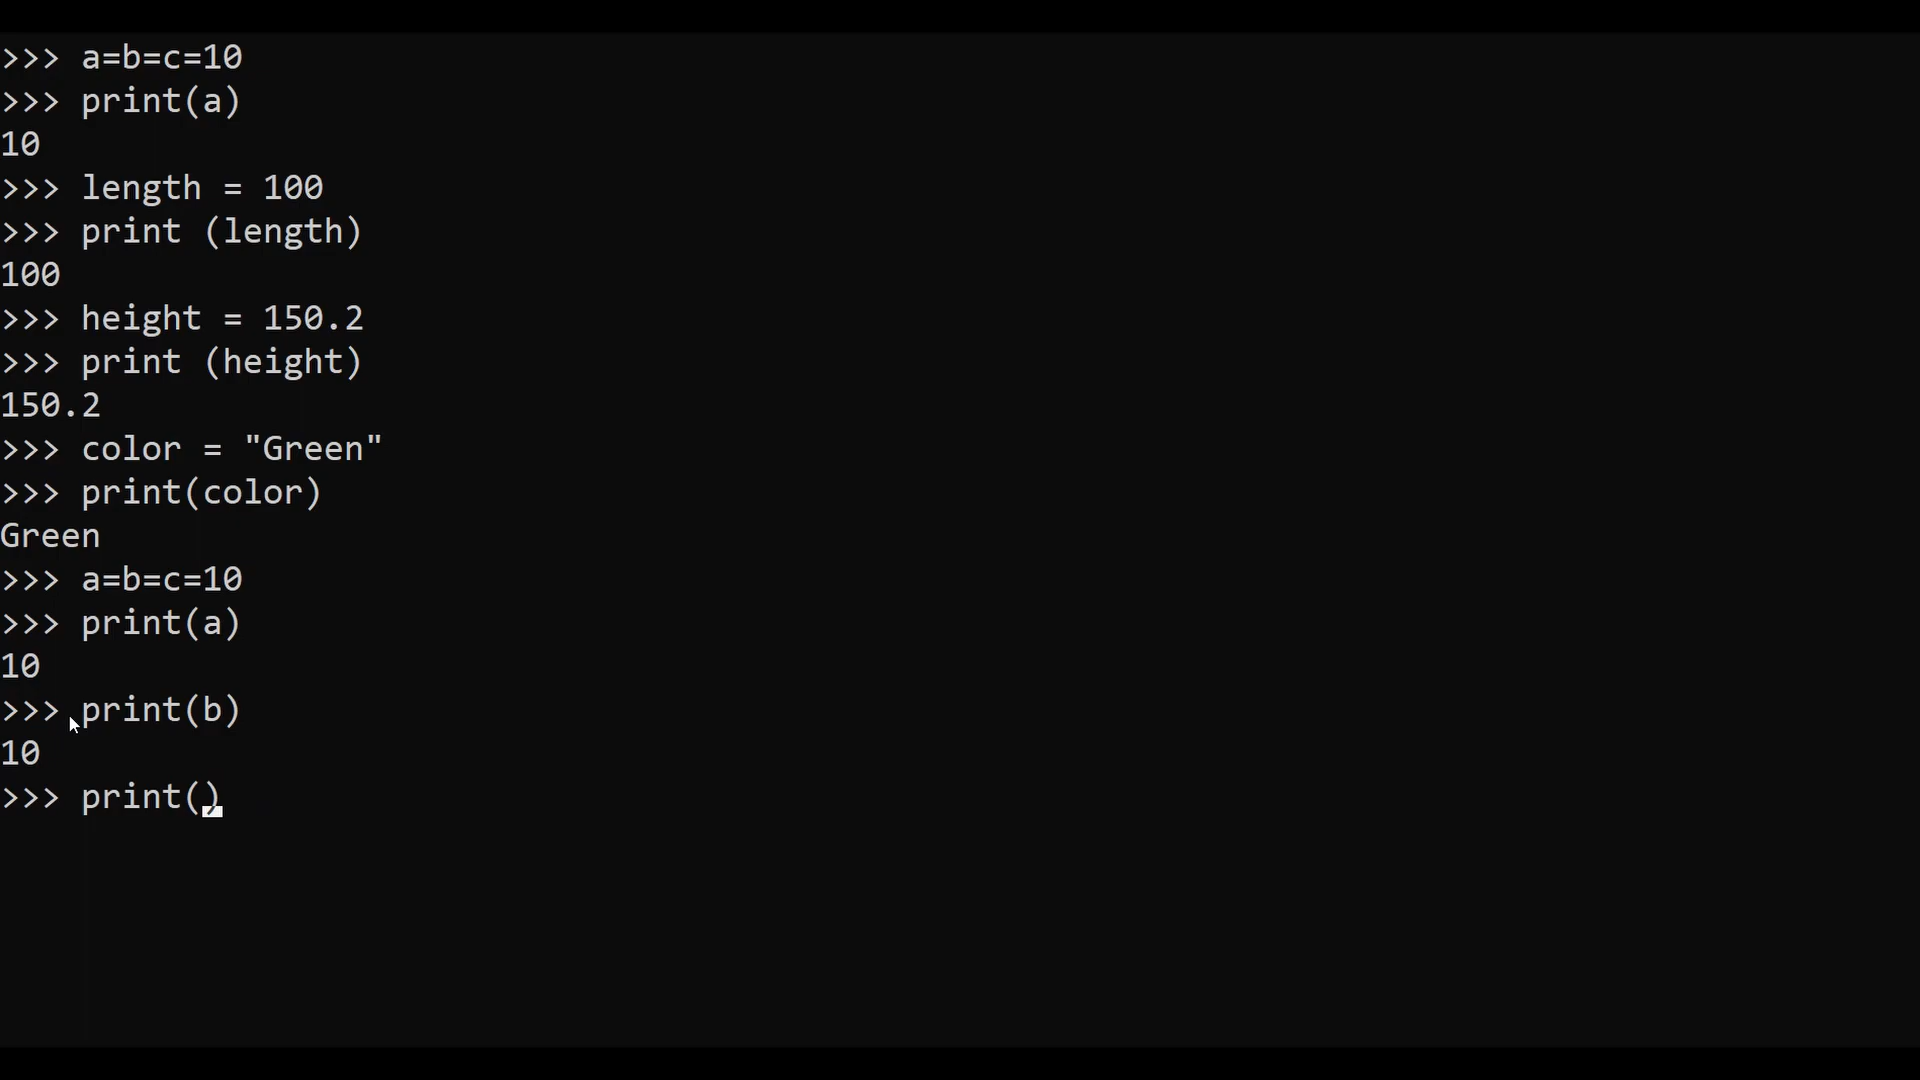 >>> a=b=c=10
>>> print(a)
10
>>> length = 100
>>> print (length)
100
>>> height = 150.2
>>> print (height)
150.2
>>> color = "Green"
>>> print(color)
Green
>>> a=b=c=10
>>> print(a)
10
>>> print(b)
10
>>> print()